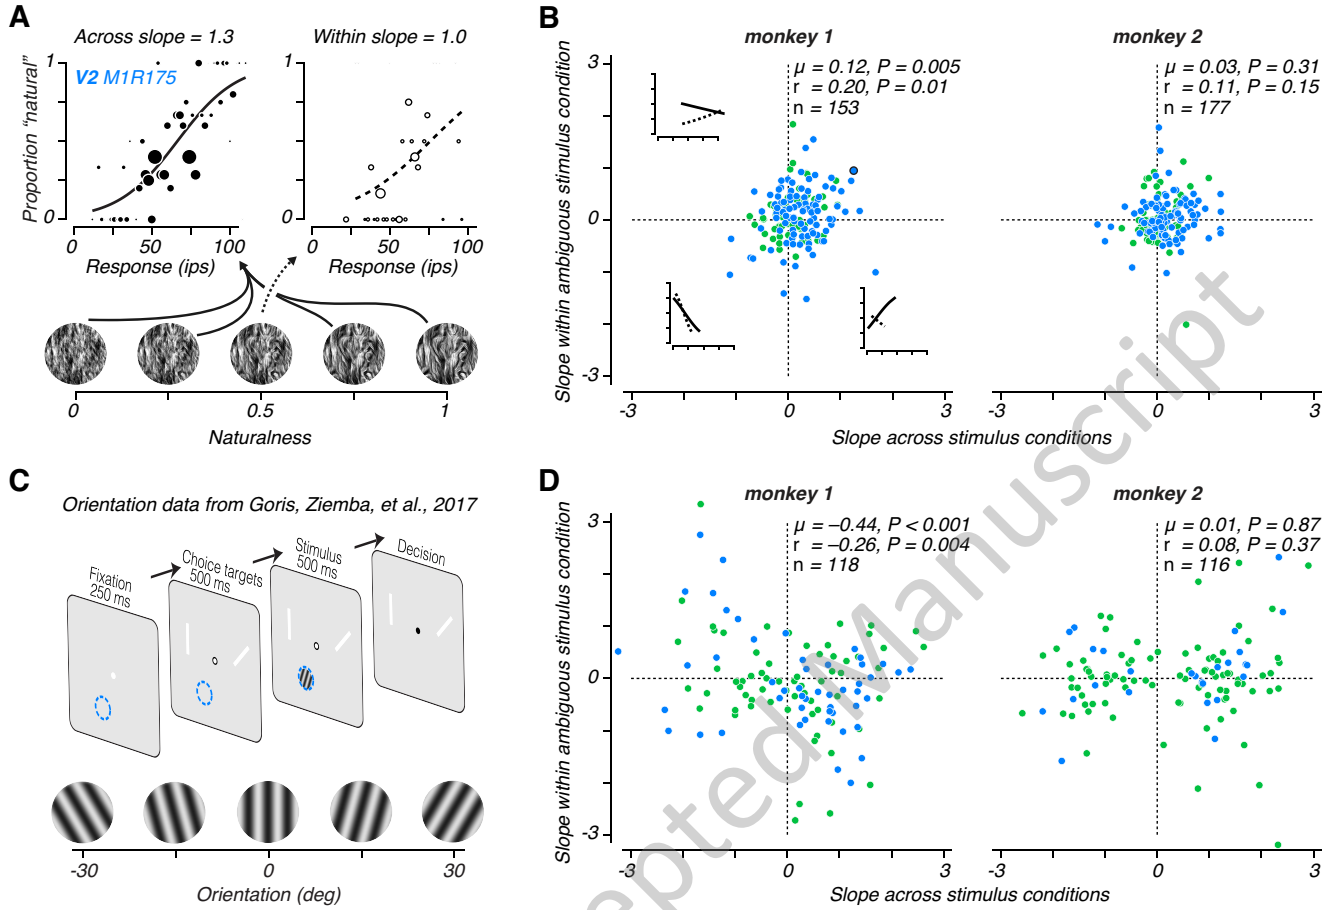 A
Across slope = 1.3
Within slope = 1.0
Proportion “natural”
1
0
V2 M1R175
0
50
100
Response (ips)
1
0
0
50
100
Response (ips)
0
0.5
1
Naturalness
B
monkey 1
monkey 2
Slope within ambiguous stimulus condition
3
0
-3
μ = 0.12, P = 0.005
r = 0.20, P = 0.01
n = 153
μ = 0.03, P = 0.31
r = 0.11, P = 0.15
n = 177
-3
0
3
-3
0
3
Slope across stimulus conditions
C
Orientation data from Goris, Ziemba, et al., 2017
Fixation
250 ms
Choice targets
500 ms
Stimulus
500 ms
Decision
-30
0
30
Orientation (deg)
D
monkey 1
monkey 2
Slope within ambiguous stimulus condition
3
0
-3
μ = –0.44, P < 0.001
r = –0.26, P = 0.004
n = 118
μ = 0.01, P = 0.87
r = 0.08, P = 0.37
n = 116
-3
0
3
-3
0
3
Slope across stimulus conditions
epted Manuscript